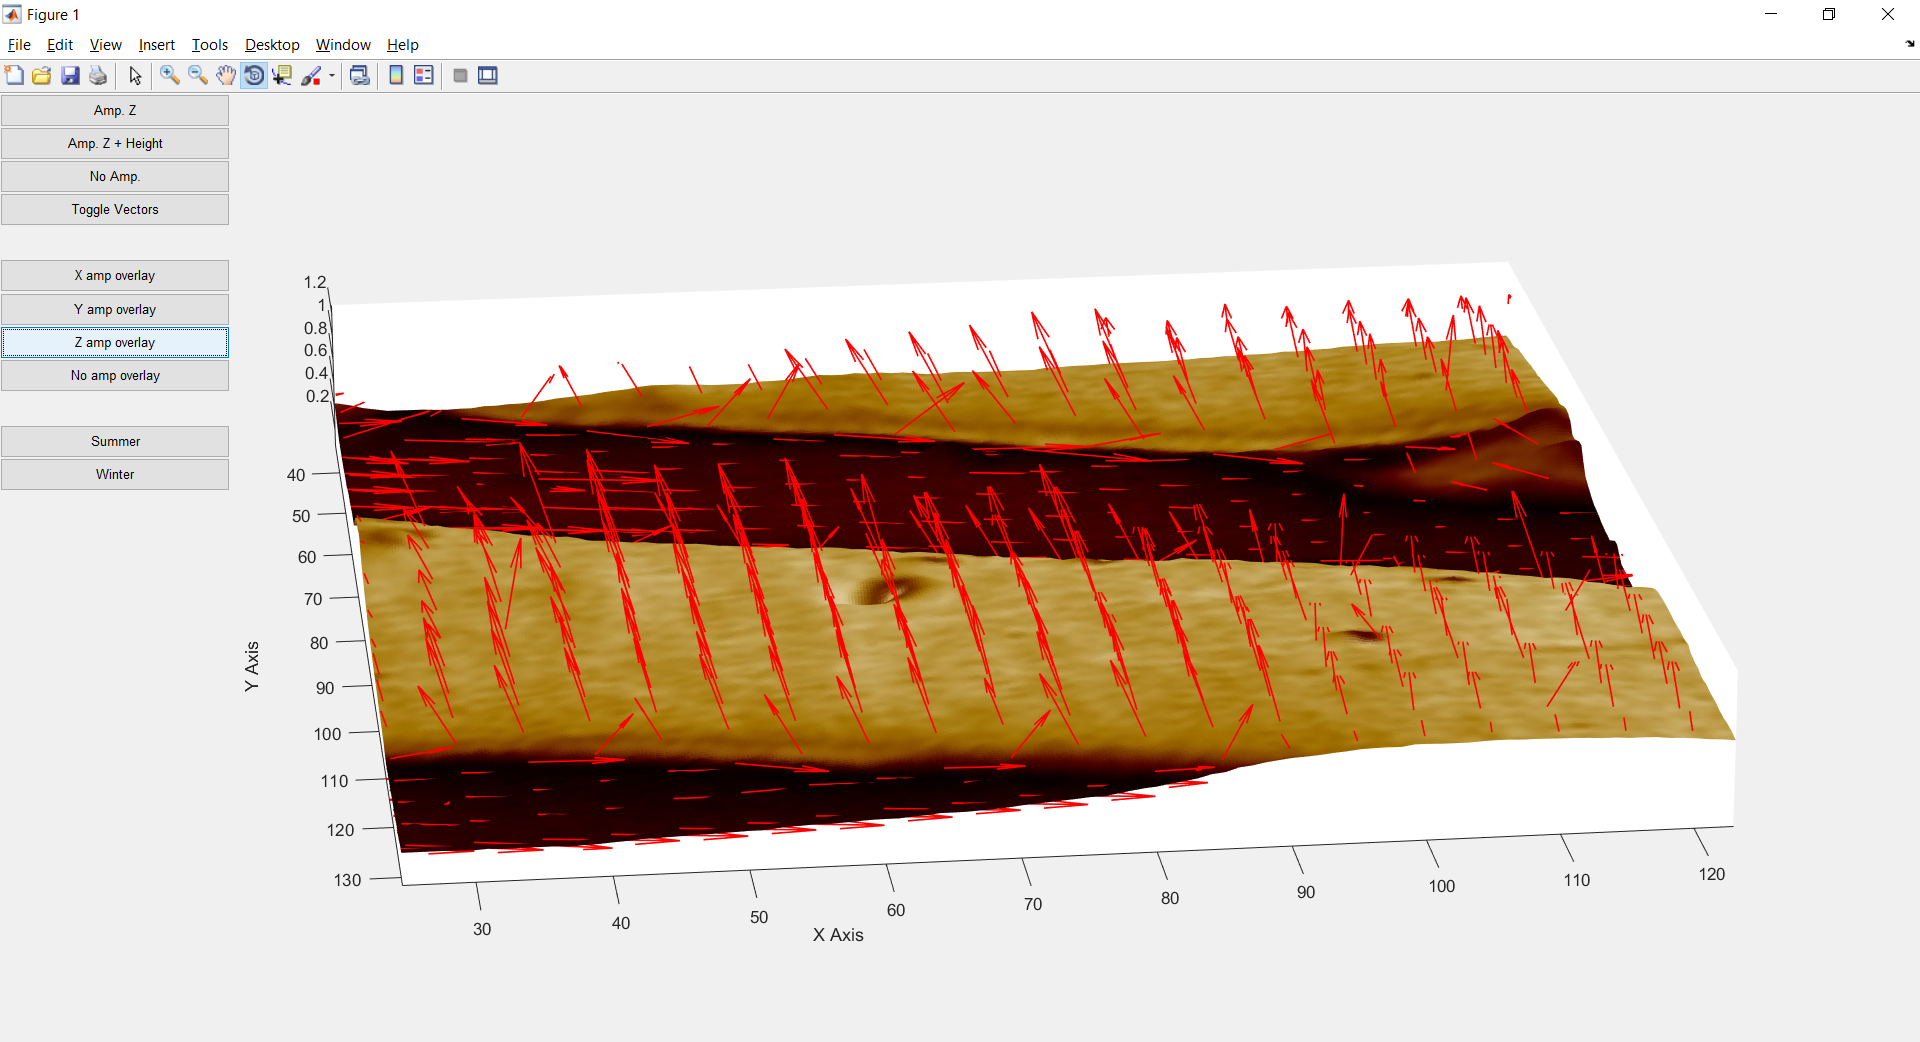 Figure 1
File Edit View Insert Tools Desktop Window Help
Amp. Z
Amp. Z + Height
No Amp.
Toggle Vectors
X amp overlay
Y amp overlay
Z amp overlay
No amp overlay
Summer
Winter
1.2
1
0.8
0.6
0.4
0.2
40
50
60
70
80
90
100
110
120
130
Y Axis
30 40 50 60 70 80 90 100 110 120
X Axis